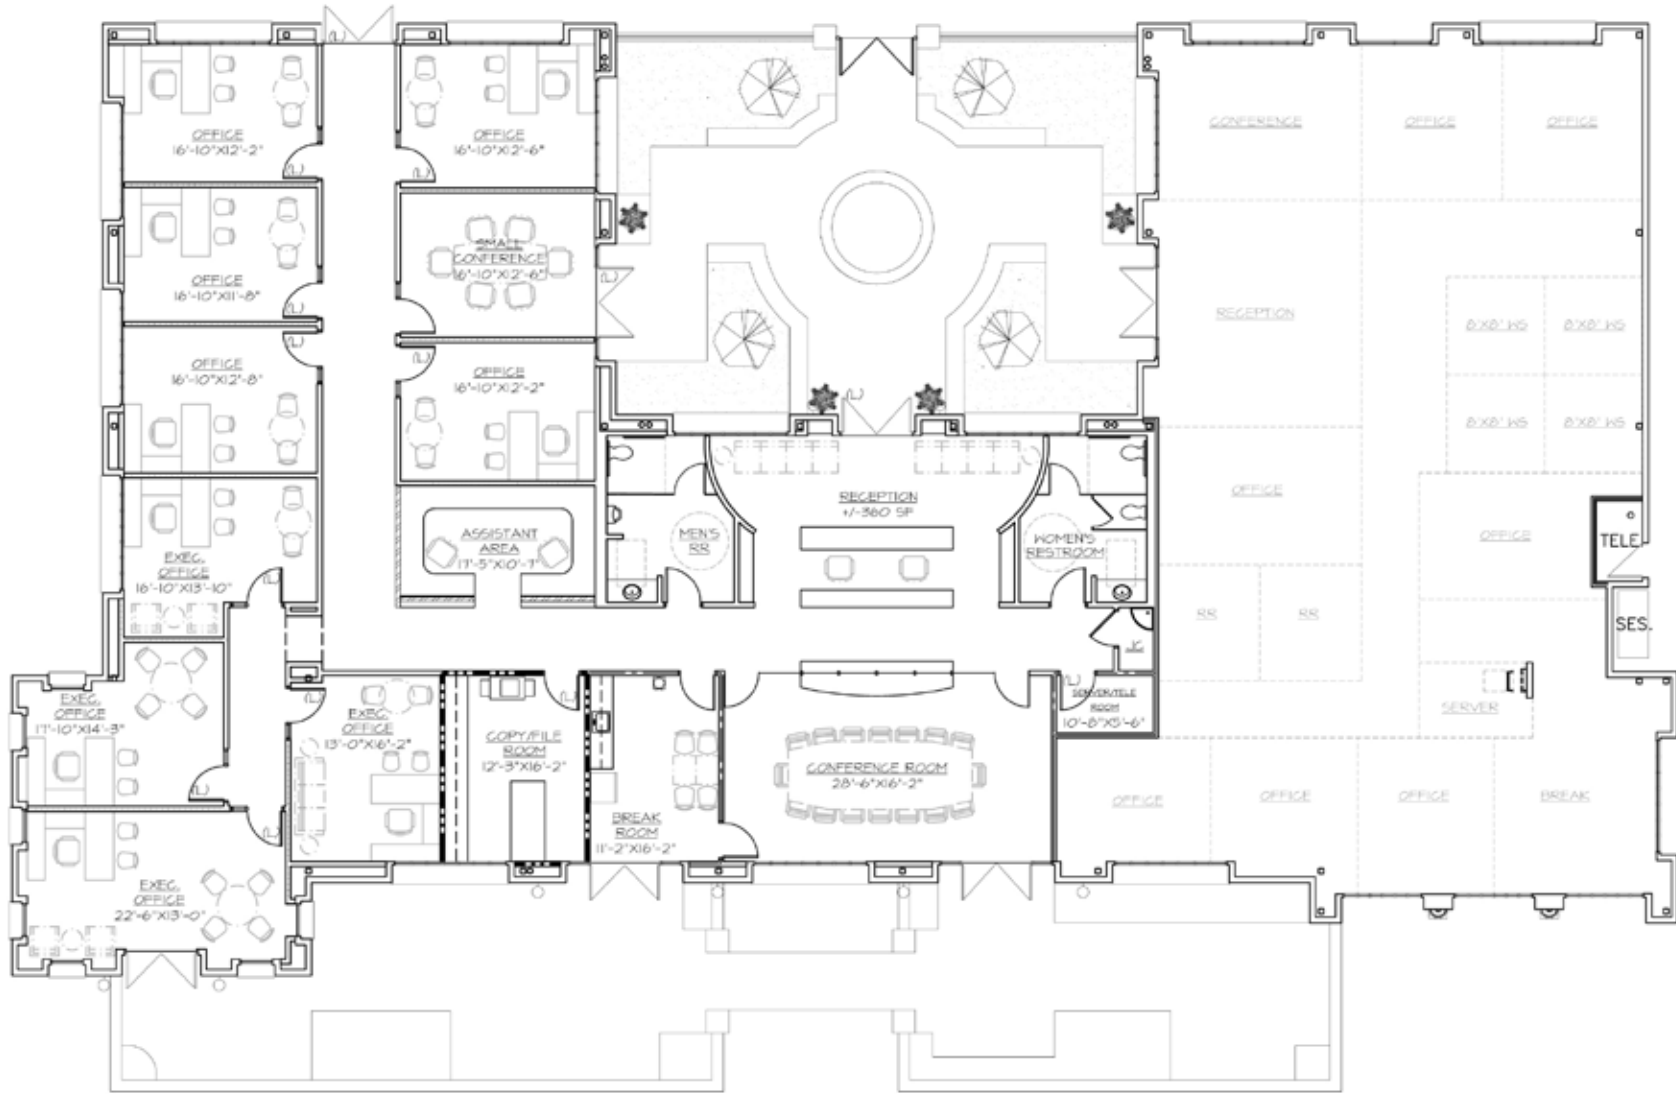 OFFICE
16'-10"X12'-2"
OFFICE
16'-10"X12'-6"
CONFERENCE
OFFICE
OFFICE
OFFICE
16'-10"X11'-8"
SMALL
CONFERENCE
16'-10"X12'-6"
RECEPTION
8'X8' WS
8'X8' WS
OFFICE
16'-10"X12'-8"
OFFICE
16'-10"X12'-2"
8'X8' WS
8'X8' WS
EXEC.
OFFICE
16'-10"X13'-10"
ASSISTANT
AREA
17'-5"X10'-7"
MEN'S
RR
RECEPTION
+/-380 SF
WOMEN'S
RESTROOM
OFFICE
OFFICE
TELE
RR
RR
SES.
JC
EXEC.
OFFICE
17'-10"X14'-3"
EXEC.
OFFICE
13'-0"X16'-2"
COPY/FILE
ROOM
12'-3"X16'-2"
SERVER/TELE
ROOM
10'-8"X5'-6"
SERVER
CONFERENCE ROOM
28'-6"X16'-2"
BREAK
ROOM
11'-2"X16'-2"
OFFICE
OFFICE
OFFICE
BREAK
EXEC.
OFFICE
22'-6"X13'-0"